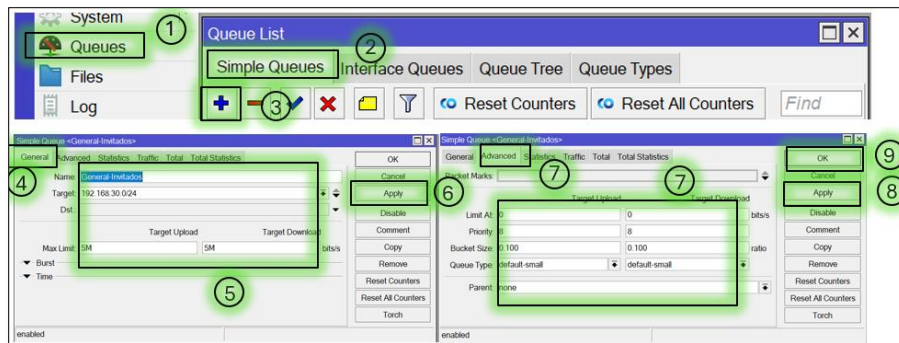 System
①
Queues
Files
Log
Queue List
②
Simple Queues Interface Queues Queue Tree Queue Types
③
Reset Counters Reset All Counters Find
Simple Queue <General-Invitados>
General Advanced Statistics Traffic Total Total Statistics
④
Name: General-Invitados
Target: 192.168.30.0/24
Dst.:
Target Upload Target Download
Max Limit: 5M 5M bits/s
Burst
Time
⑤
enabled
OK
Cancel
Apply
⑥
Disable
Comment
Copy
Remove
Reset Counters
Reset All Counters
Torch
Simple Queue <General-Invitados>
General Advanced Statistics Traffic Total Total Statistics
⑦ ⑦
Packet Marks:
Target Upload Target Download
Limit At: 0 0 bits/s
Priority: 8 8
Bucket Size: 0.100 0.100 ratio
Queue Type: default-small default-small
Parent: none
enabled
OK
⑨
Cancel
Apply
⑧
Disable
Comment
Copy
Remove
Reset Counters
Reset All Counters
Torch